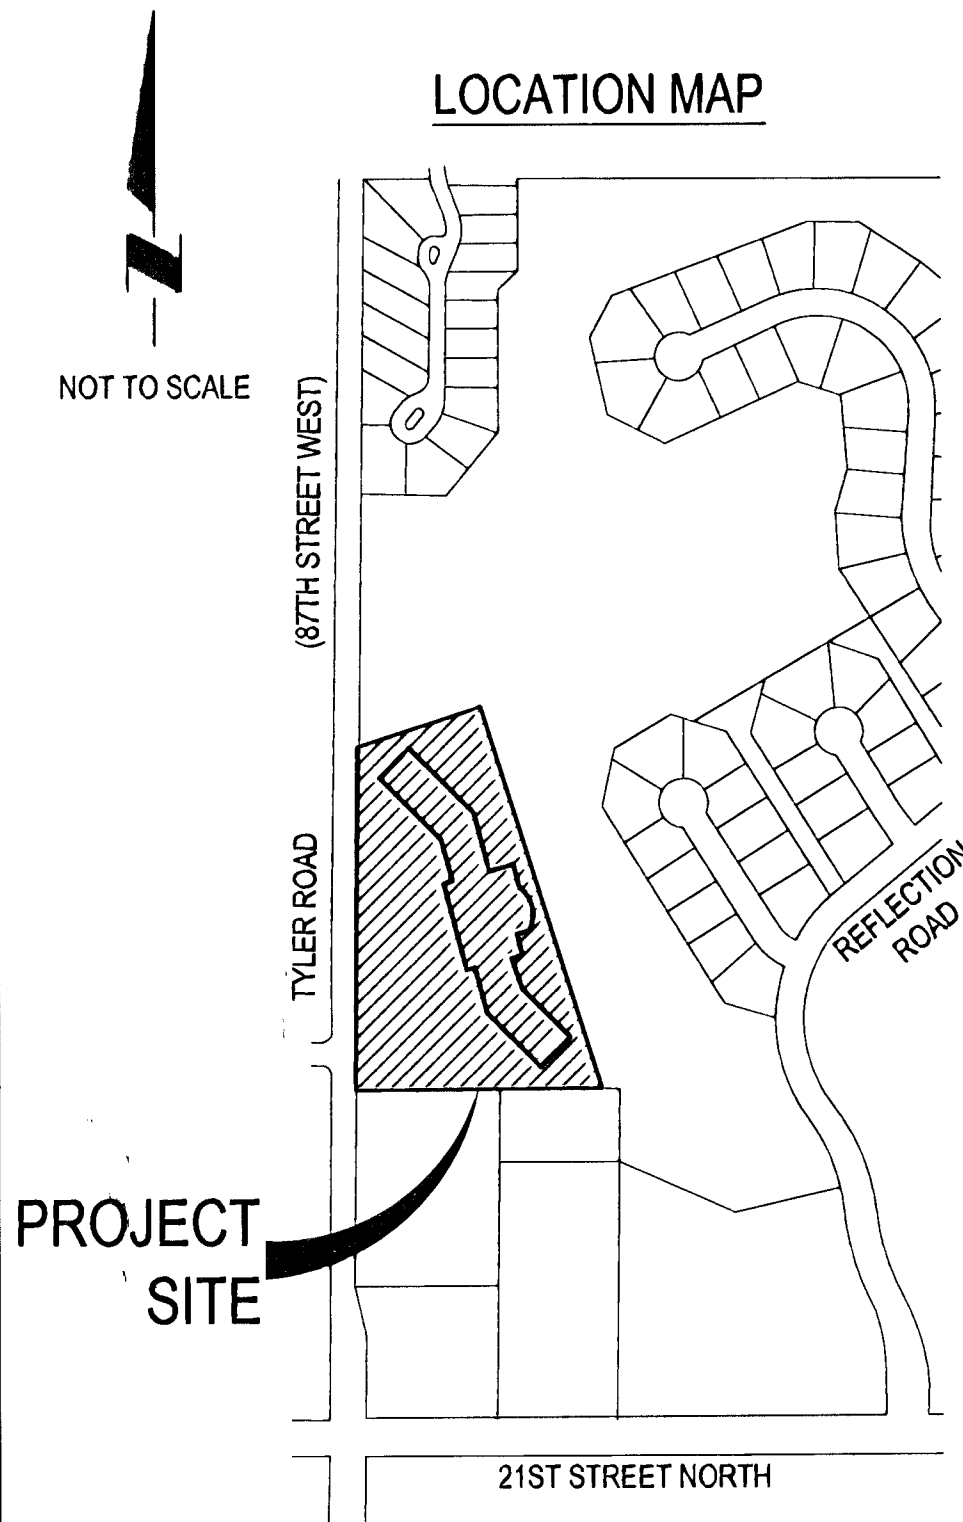 LOCATION MAP
N
NOT TO SCALE
(87TH STREET WEST)
TYLER ROAD
REFLECTION
ROAD
PROJECT
SITE
21ST STREET NORTH